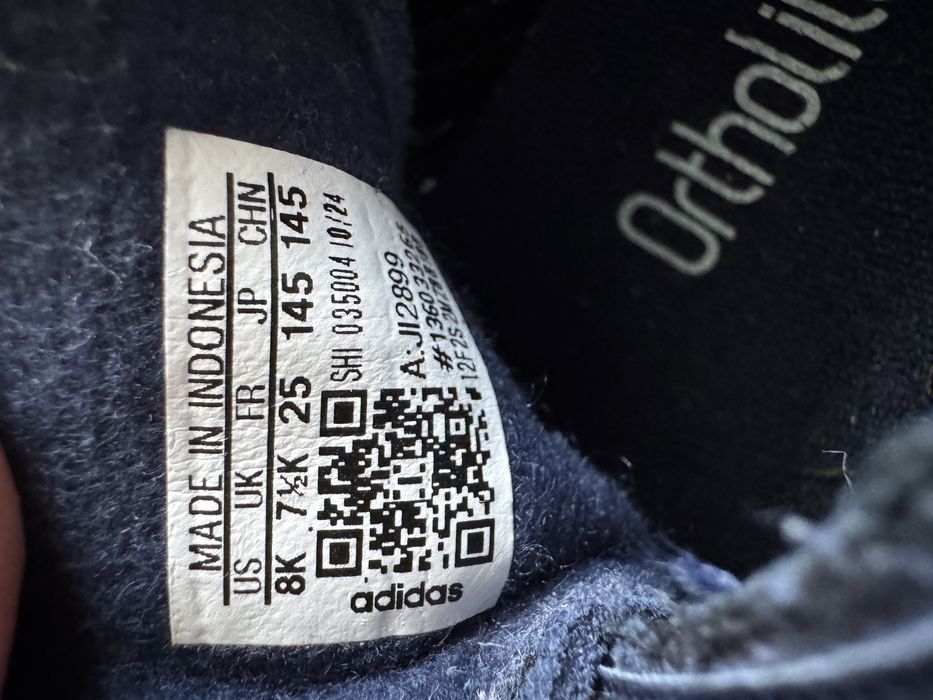 MADE IN INDONESIA
US UK FR JP CHN
8K 7½K 25 145 145
SHI 035004 10/24
A: JI2899
adidas